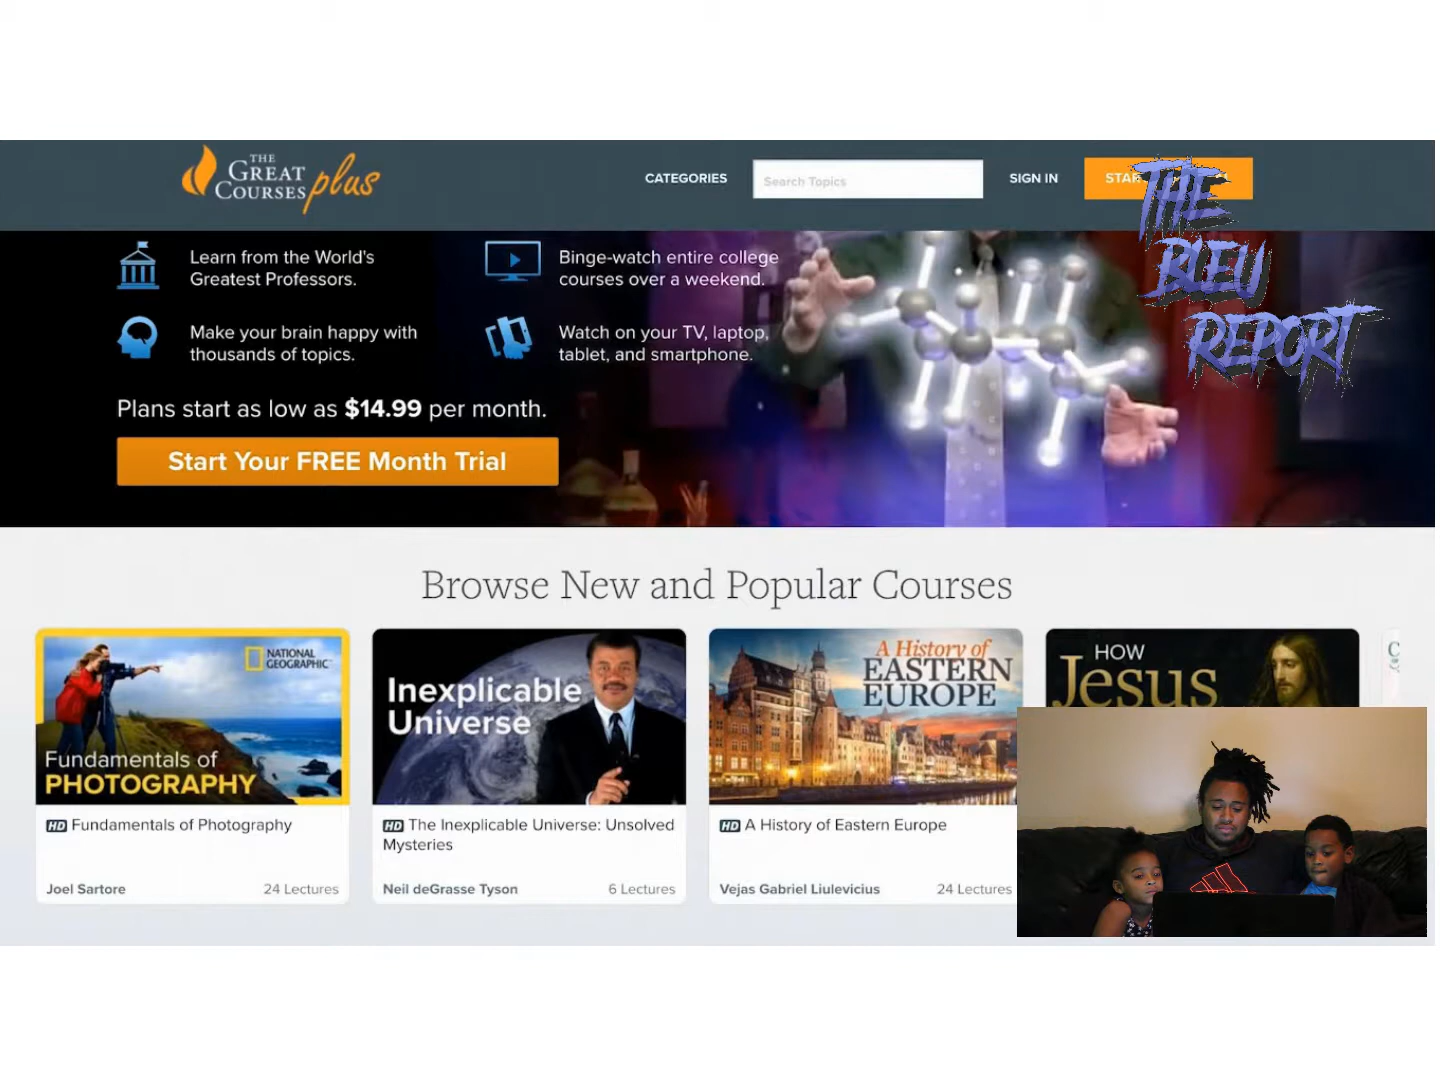 THE GREAT COURSES plus
CATEGORIES
Search Topics
SIGN IN
THE
BLEU
REPORT
Learn from the World's
Greatest Professors.
Binge-watch entire college
courses over a weekend.
Make your brain happy with
thousands of topics.
Watch on your TV, laptop,
tablet, and smartphone.
Plans start as low as $14.99 per month.
Start Your FREE Month Trial
Browse New and Popular Courses
NATIONAL
GEOGRAPHIC
Fundamentals of
PHOTOGRAPHY
HD Fundamentals of Photography
Joel Sartore
24 Lectures
Inexplicable
Universe
HD The Inexplicable Universe: Unsolved
Mysteries
Neil deGrasse Tyson
6 Lectures
A History of
EASTERN
EUROPE
HD A History of Eastern Europe
Vejas Gabriel Liulevicius
24 Lectures
HOW
Jesus